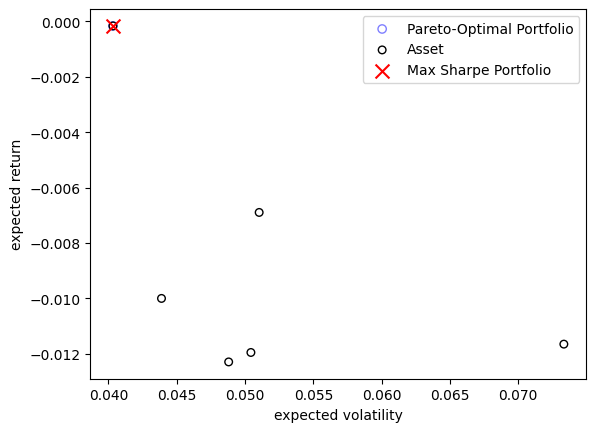 0.000
−0.002
−0.004
−0.006
−0.008
−0.010
−0.012
expected return
Pareto-Optimal Portfolio
Asset
Max Sharpe Portfolio
0.040 0.045 0.050 0.055 0.060 0.065 0.070
expected volatility